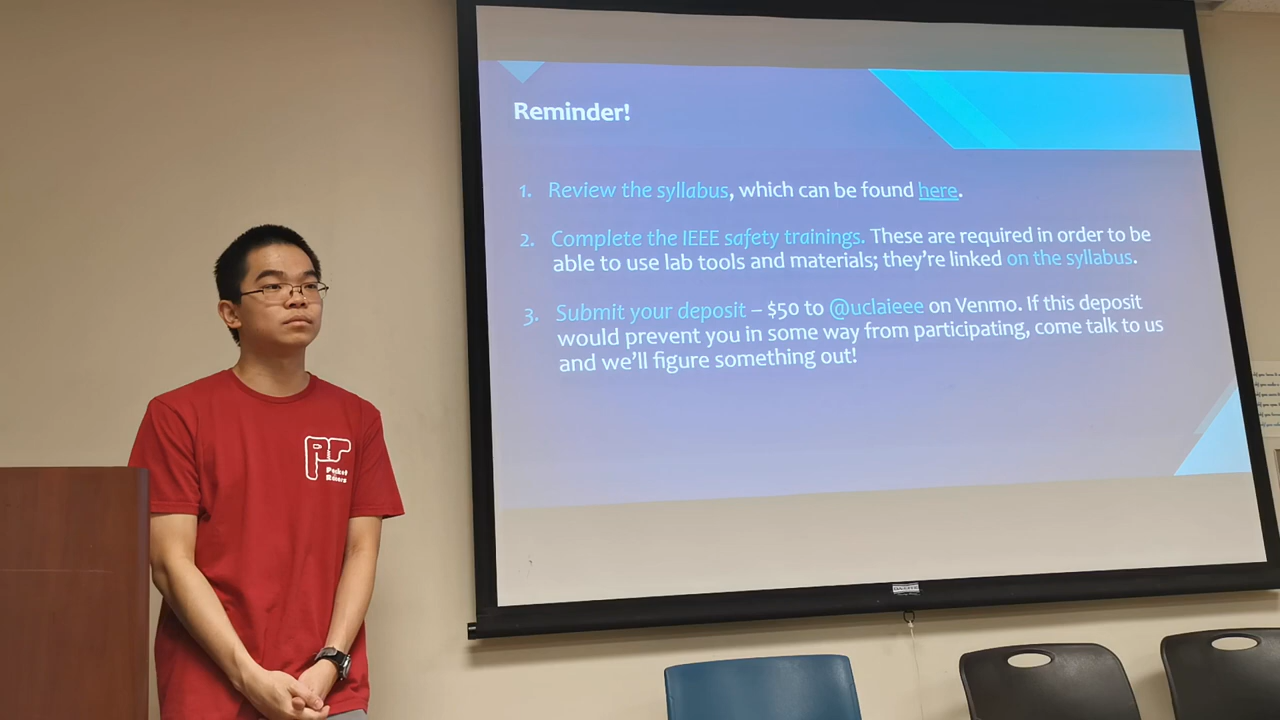 Reminder!
1. Review the syllabus, which can be found here.
2. Complete the IEEE safety trainings. These are required in order to be
able to use lab tools and materials; they're linked on the syllabus.
3. Submit your deposit – $50 to @uclaieee on Venmo. If this deposit
would prevent you in some way from participating, come talk to us
and we'll figure something out!
pr
Pocket
Racers